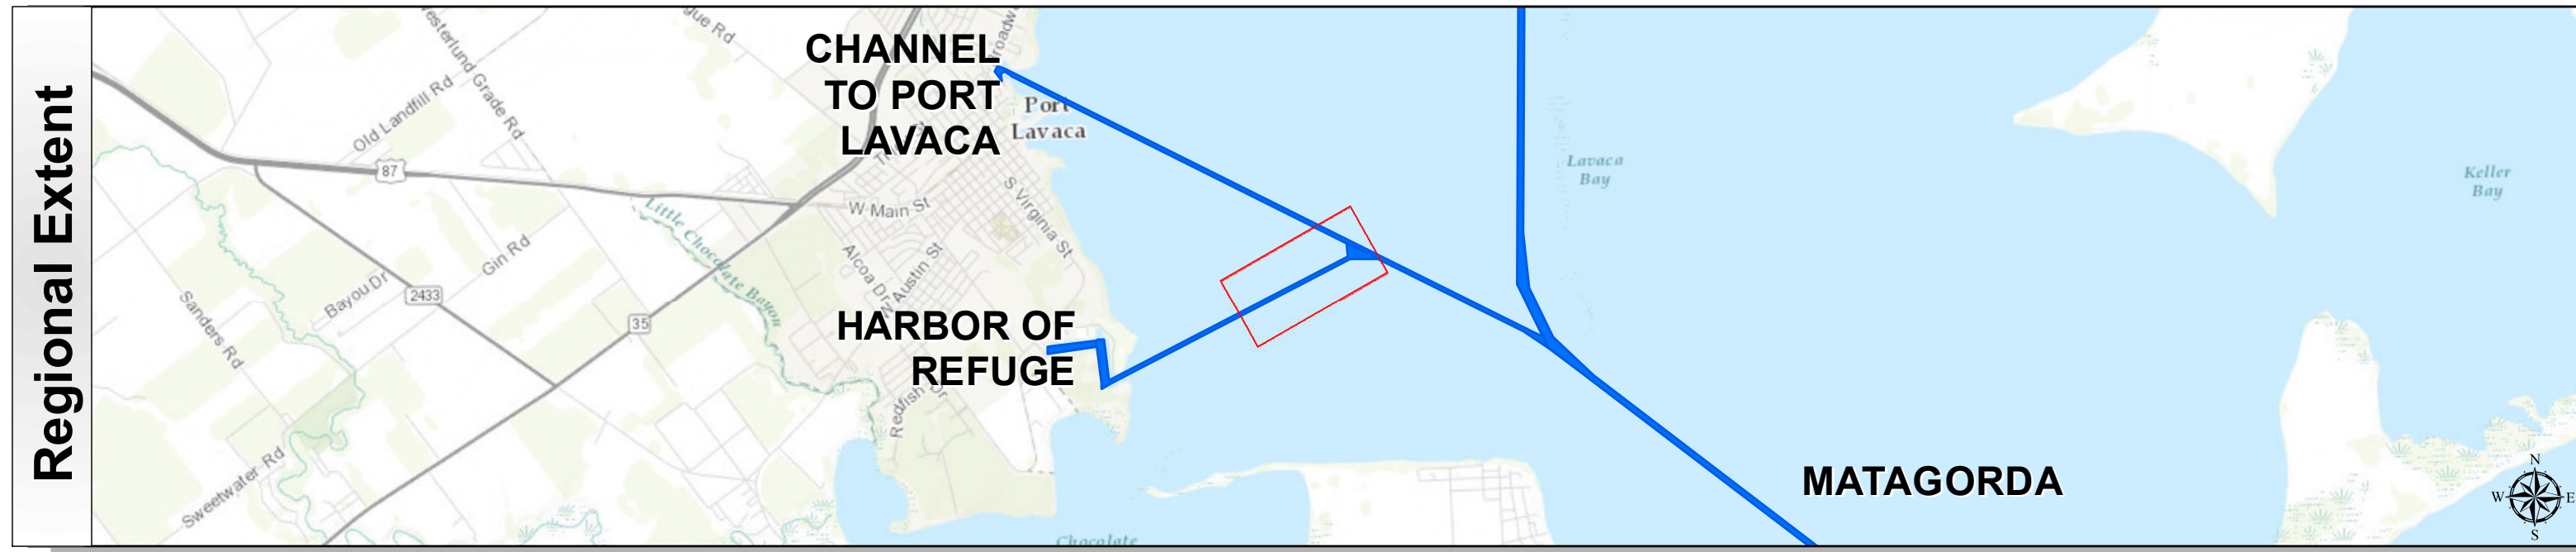 Regional Extent
CHANNEL
TO PORT
LAVACA
Port
Lavaca
HARBOR OF
REFUGE
MATAGORDA
Lavaca
Bay
Keller
Bay
Chocolate
Little Chocolate Bayou
Old Landfill Rd
87
W Main St
S Virginia St
Alcoa Dr
N Austin St
Gin Rd
Bayou Dr
2433
35
Sanders Rd
Sweetwater Rd
Redfish Dr
N
W
E
S